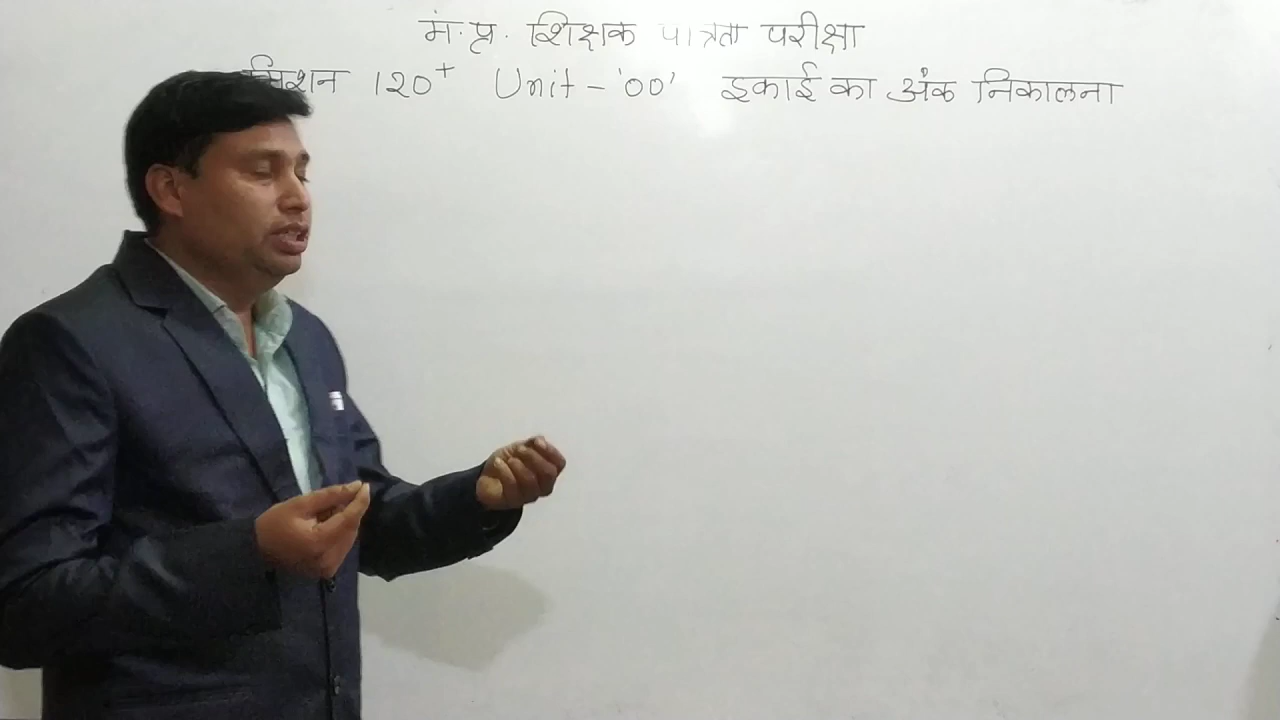 मं.प्र. शिक्षक पात्रता परीक्षा
मिशन 120+ Unit - '00' इकाई का अंक निकालना